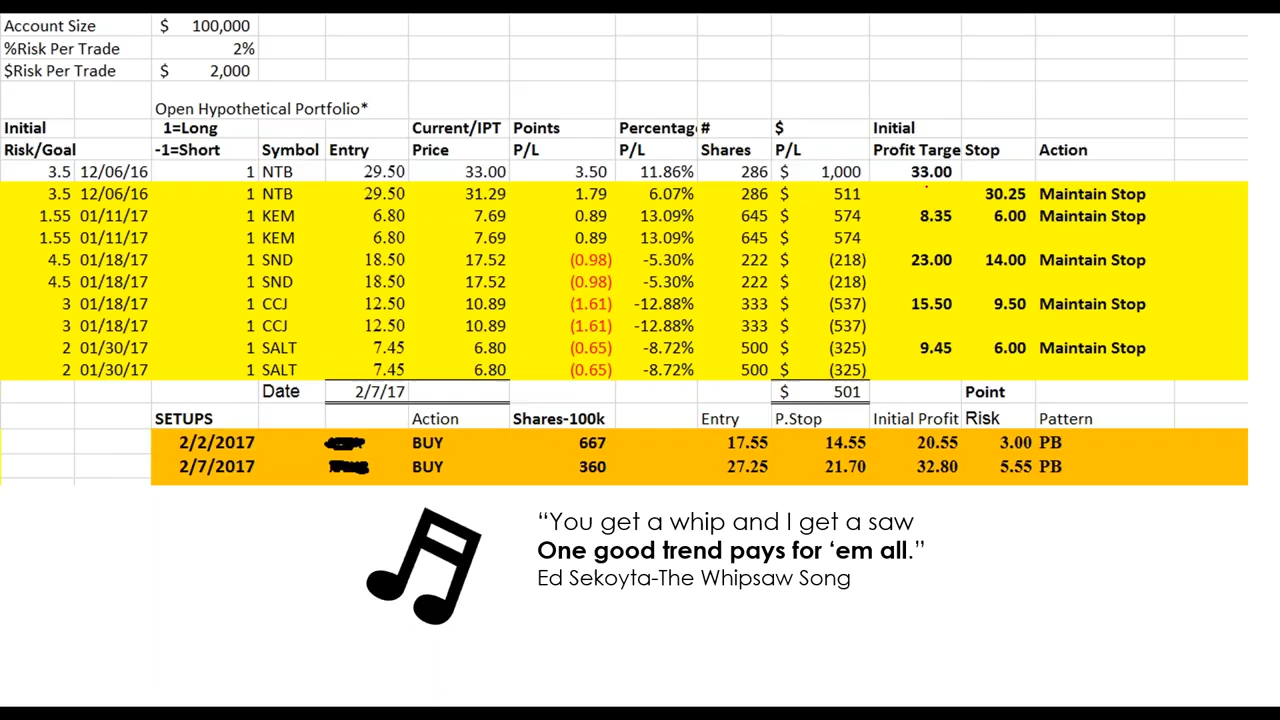 Account Size $ 100,000
%Risk Per Trade 2%
$Risk Per Trade $ 2,000
Open Hypothetical Portfolio*
Initial 1=Long Current/IPT Points Percentag # $ Initial
Risk/Goal -1=Short Symbol Entry Price P/L P/L Shares P/L Profit Targe Stop Action
3.5 12/06/16 1 NTB 29.50 33.00 3.50 11.86% 286 $ 1,000 33.00
3.5 12/06/16 1 NTB 29.50 31.29 1.79 6.07% 286 $ 511 30.25 Maintain Stop
1.55 01/11/17 1 KEM 6.80 7.69 0.89 13.09% 645 $ 574 8.35 6.00 Maintain Stop
1.55 01/11/17 1 KEM 6.80 7.69 0.89 13.09% 645 $ 574
4.5 01/18/17 1 SND 18.50 17.52 (0.98) -5.30% 222 $ (218) 23.00 14.00 Maintain Stop
4.5 01/18/17 1 SND 18.50 17.52 (0.98) -5.30% 222 $ (218)
3 01/18/17 1 CCJ 12.50 10.89 (1.61) -12.88% 333 $ (537) 15.50 9.50 Maintain Stop
3 01/18/17 1 CCJ 12.50 10.89 (1.61) -12.88% 333 $ (537)
2 01/30/17 1 SALT 7.45 6.80 (0.65) -8.72% 500 $ (325) 9.45 6.00 Maintain Stop
2 01/30/17 1 SALT 7.45 6.80 (0.65) -8.72% 500 $ (325)
Date 2/7/17 $ 501 Point
SETUPS Action Shares-100k Entry P.Stop Initial Profit Risk Pattern
2/2/2017 BUY 667 17.55 14.55 20.55 3.00 PB
2/7/2017 BUY 360 27.25 21.70 32.80 5.55 PB
“You get a whip and I get a saw
One good trend pays for ‘em all.”
Ed Sekoyta-The Whipsaw Song